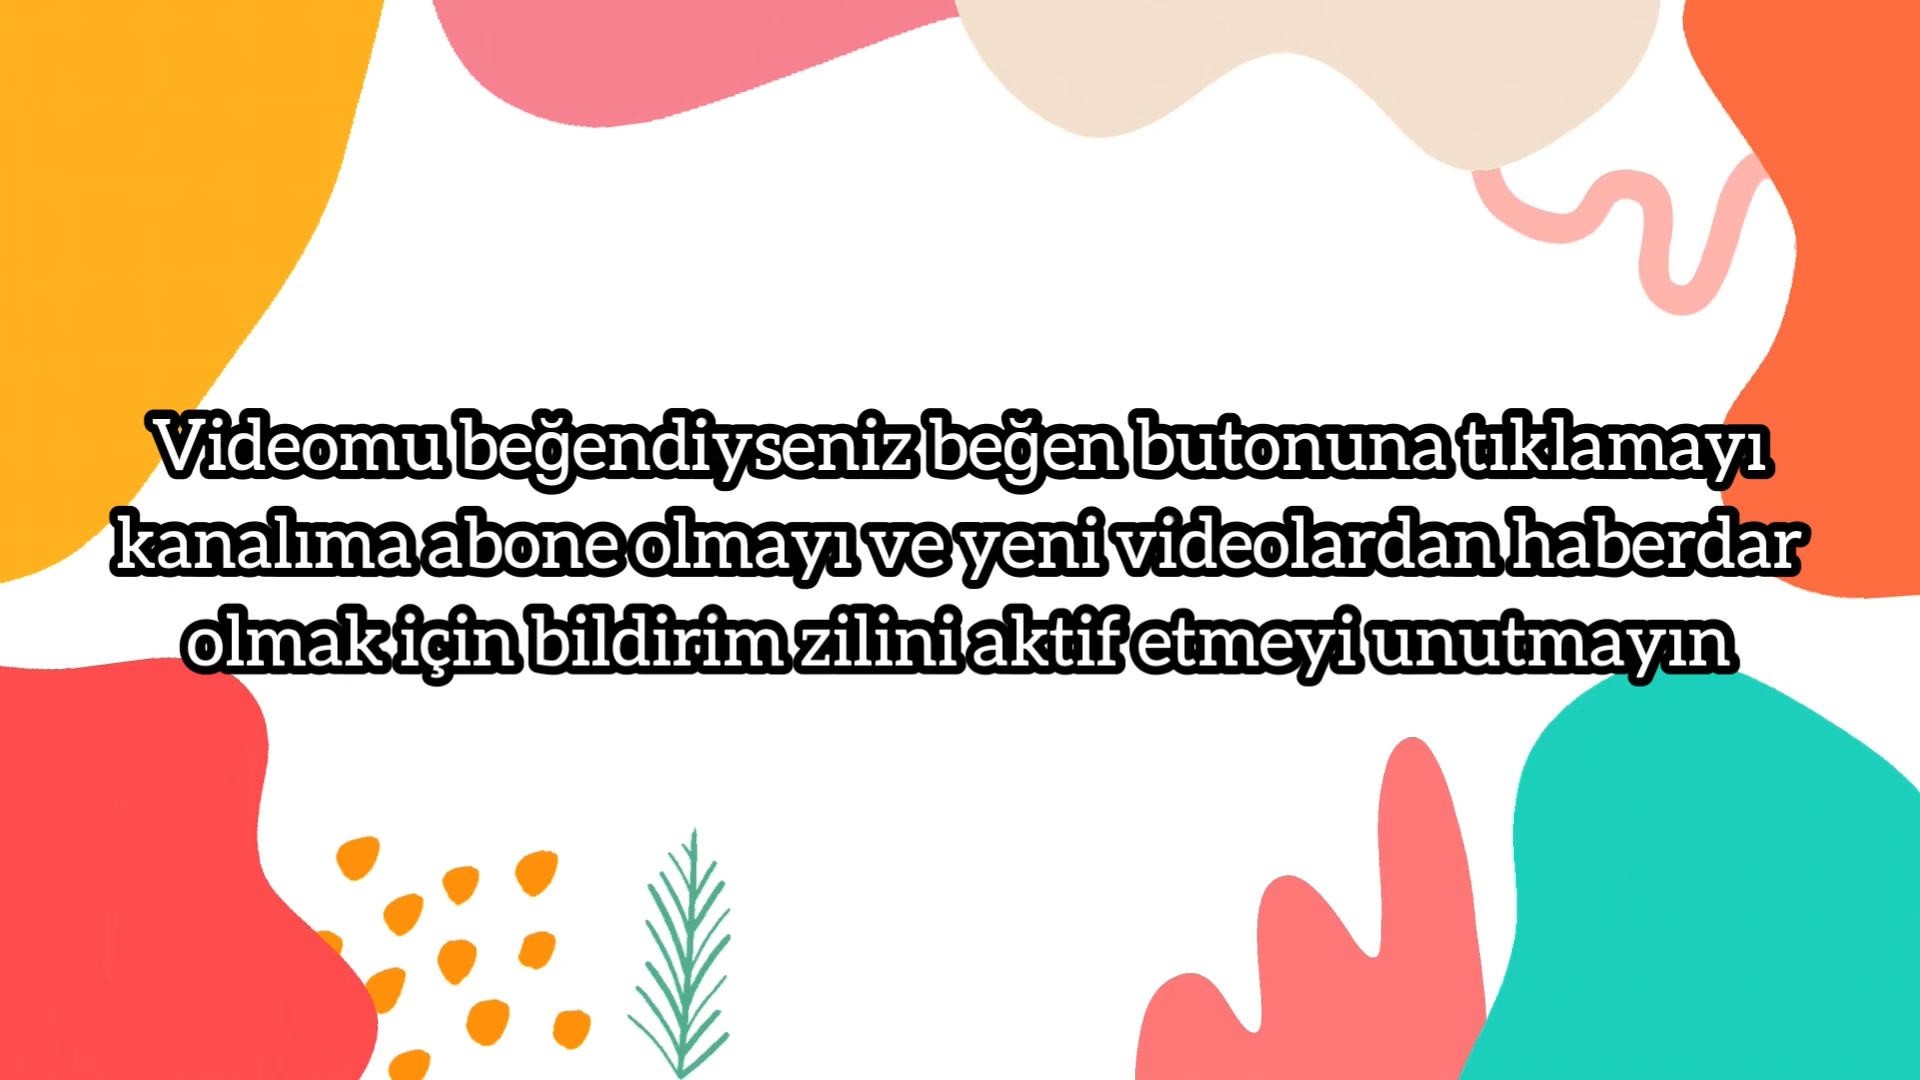 Videomu beğendiyseniz beğen butonuna tıklamayı
kanalıma abone olmayı ve yeni videolardan haberdar
olmak için bildirim zilini aktif etmeyi unutmayın